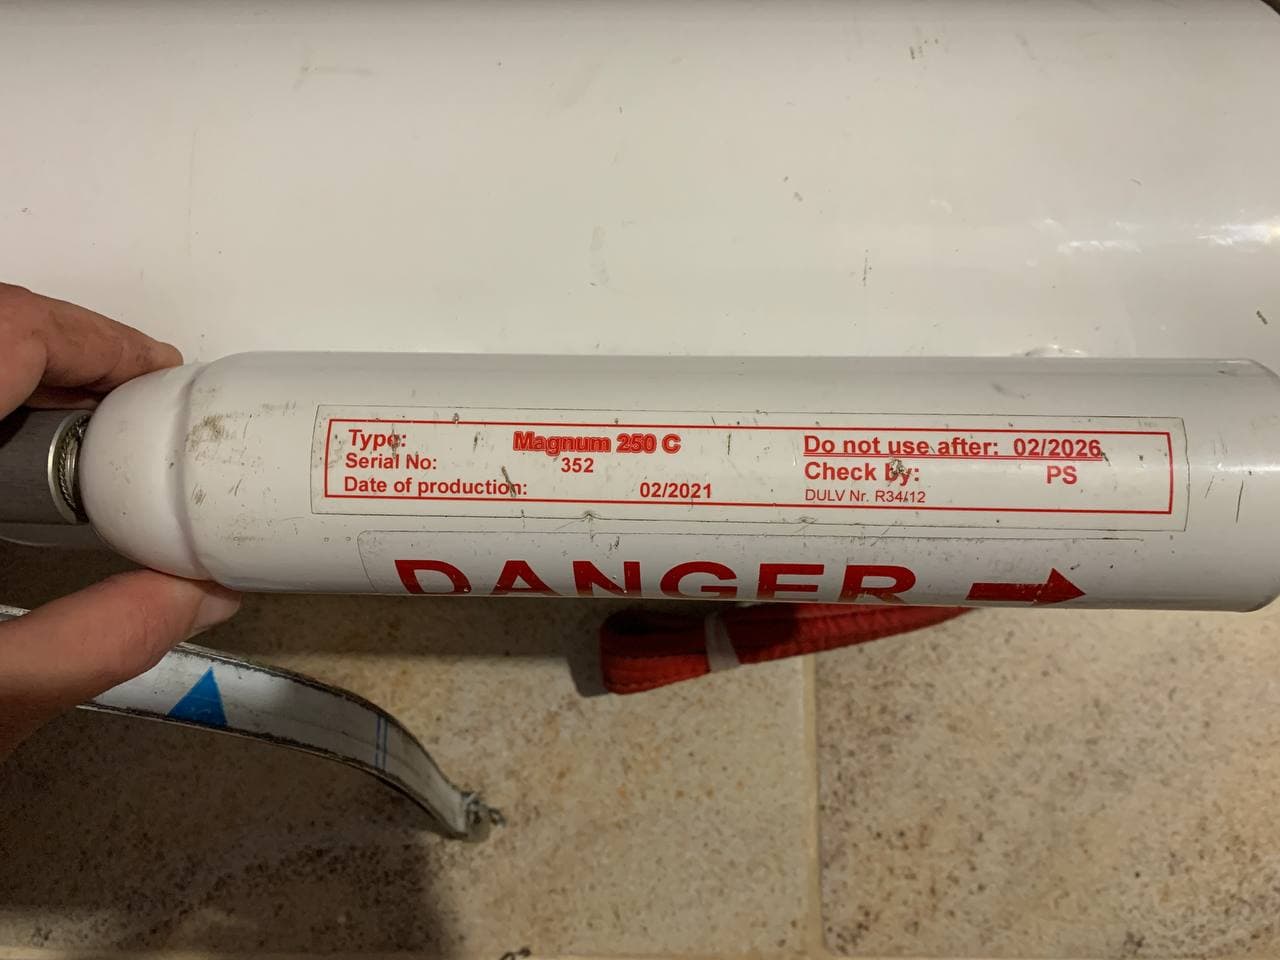 Type: Magnum 250 C Do not use after: 02/2026
Serial No: 352 Check by: PS
Date of production: 02/2021 DULV Nr. R34/12
DANGER